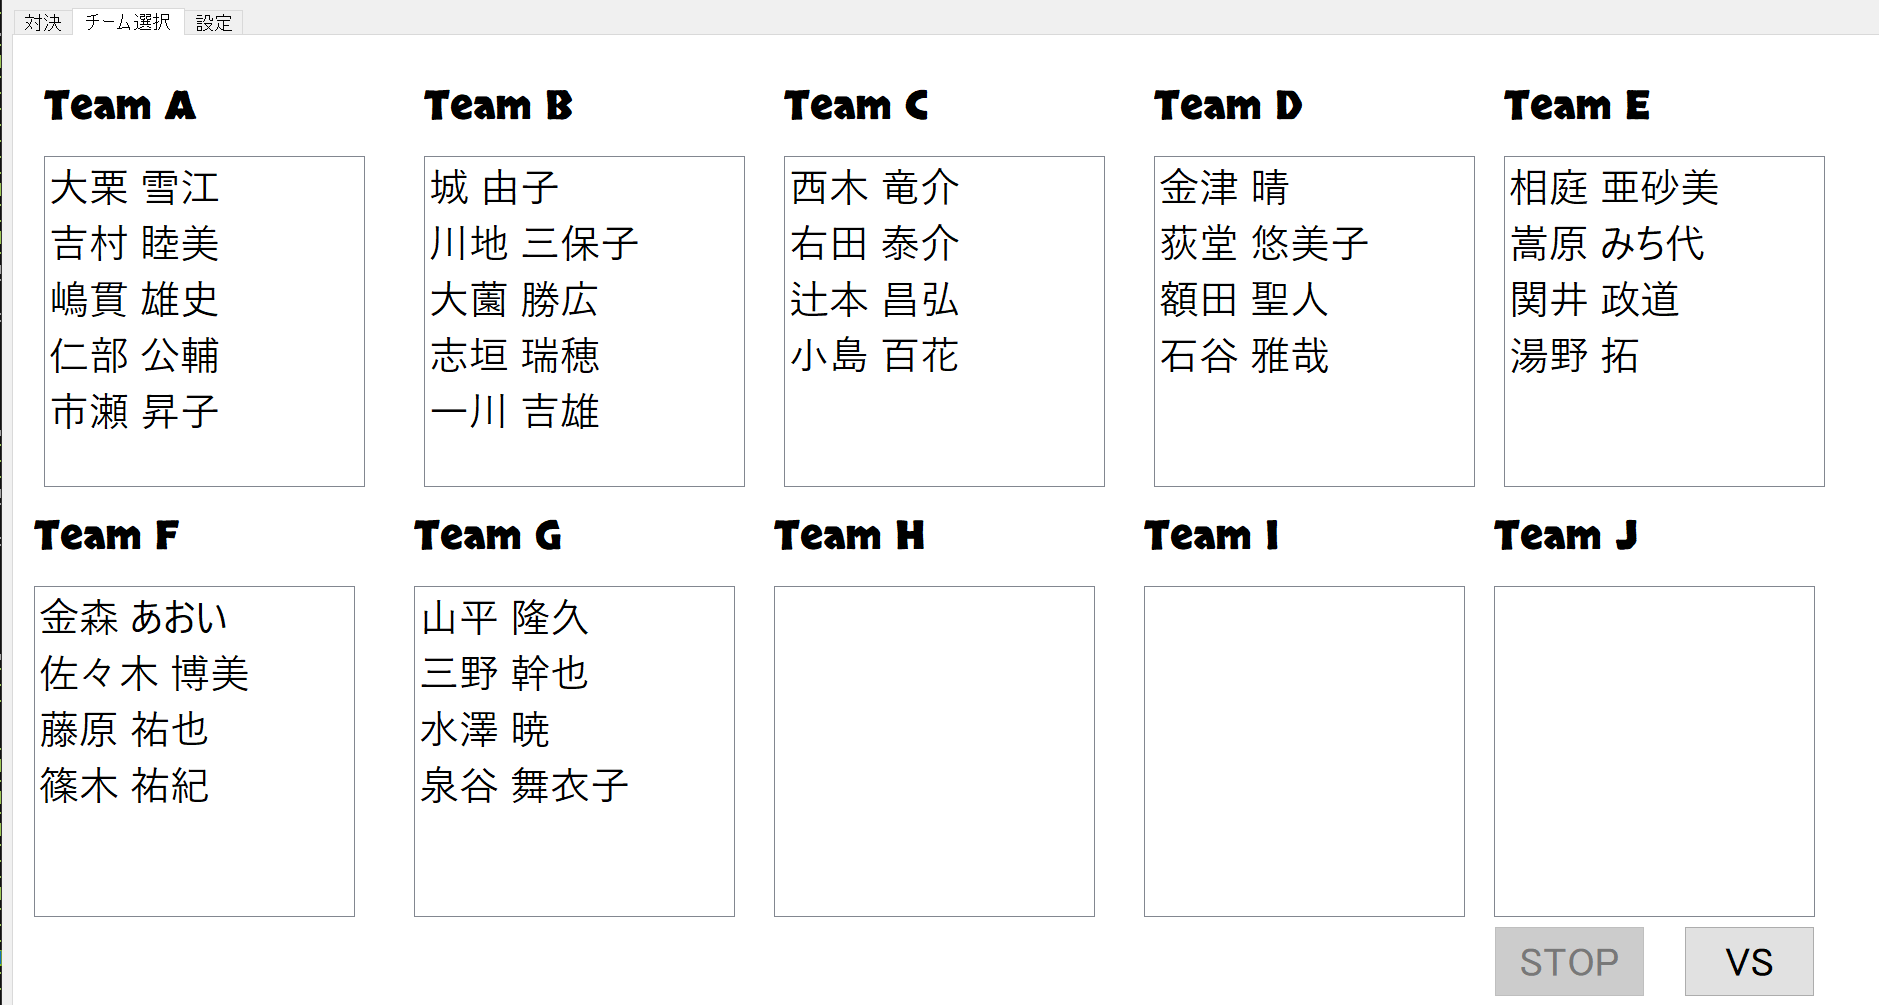 対決 チーム選択 設定
Team A
大栗 雪江
吉村 睦美
嶋貫 雄史
仁部 公輔
市瀬 昇子
Team B
城 由子
川地 三保子
大薗 勝広
志垣 瑞穂
一川 吉雄
Team C
西木 竜介
右田 泰介
辻本 昌弘
小島 百花
Team D
金津 晴
荻堂 悠美子
額田 聖人
石谷 雅哉
Team E
相庭 亜砂美
嵩原 みち代
関井 政道
湯野 拓
Team F
金森 あおい
佐々木 博美
藤原 祐也
篠木 祐紀
Team G
山平 隆久
三野 幹也
水澤 暁
泉谷 舞衣子
Team H
Team I
Team J
STOP VS